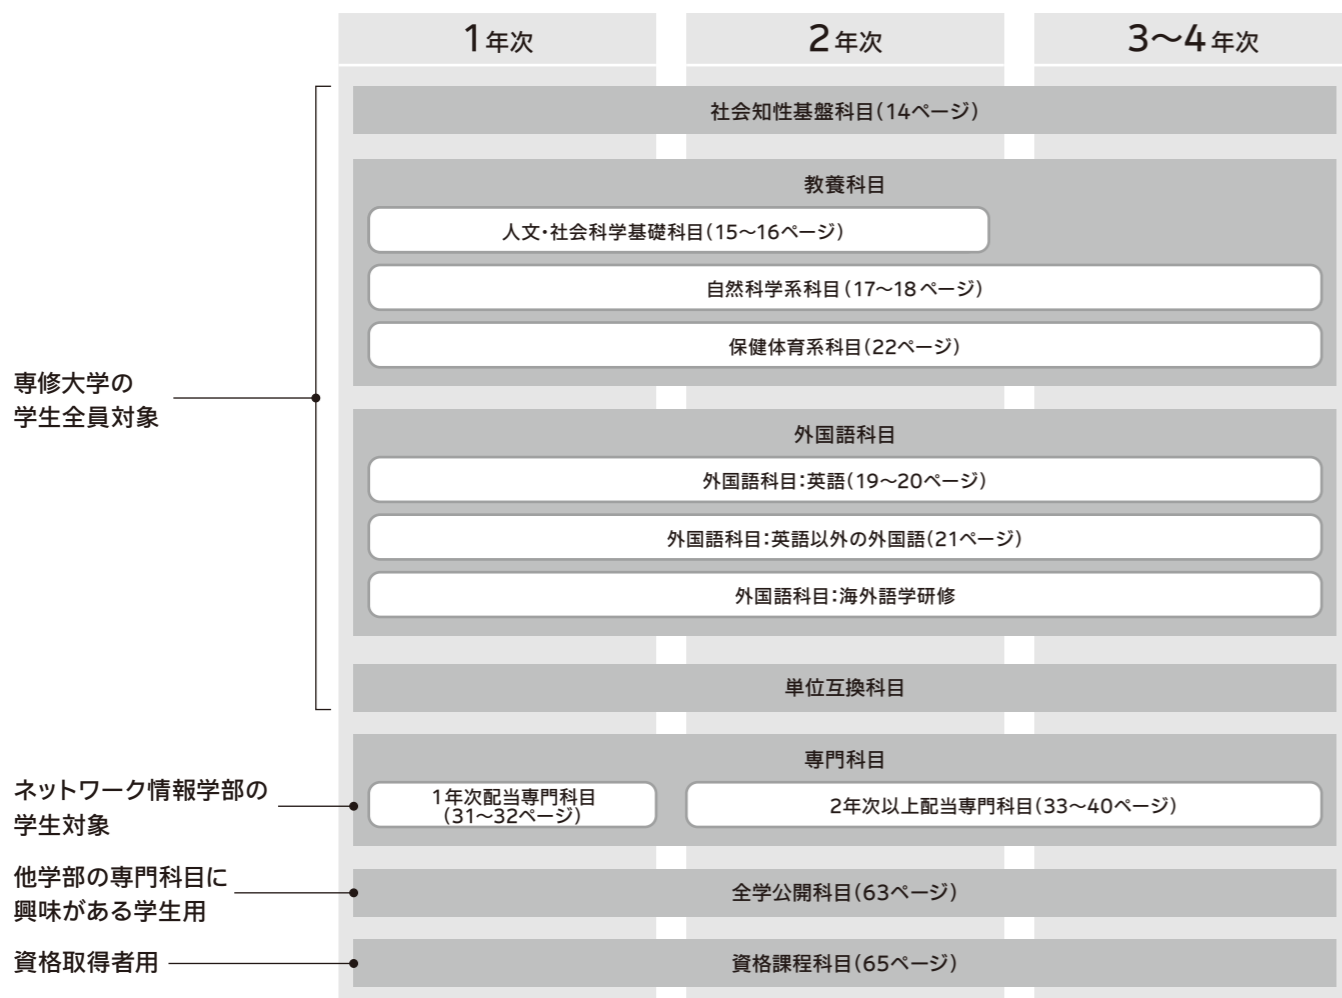 1年次
2年次
3〜4年次
社会知性基盤科目(14ページ)
教養科目
人文・社会科学基礎科目(15〜16ページ)
自然科学系科目(17〜18ページ)
保健体育系科目(22ページ)
専修大学の
学生全員対象
外国語科目
外国語科目:英語(19〜20ページ)
外国語科目:英語以外の外国語(21ページ)
外国語科目:海外語学研修
単位互換科目
ネットワーク情報学部の
学生対象
専門科目
1年次配当専門科目
(31〜32ページ)
2年次以上配当専門科目(33〜40ページ)
他学部の専門科目に
興味がある学生用
全学公開科目(63ページ)
資格取得者用
資格課程科目(65ページ)